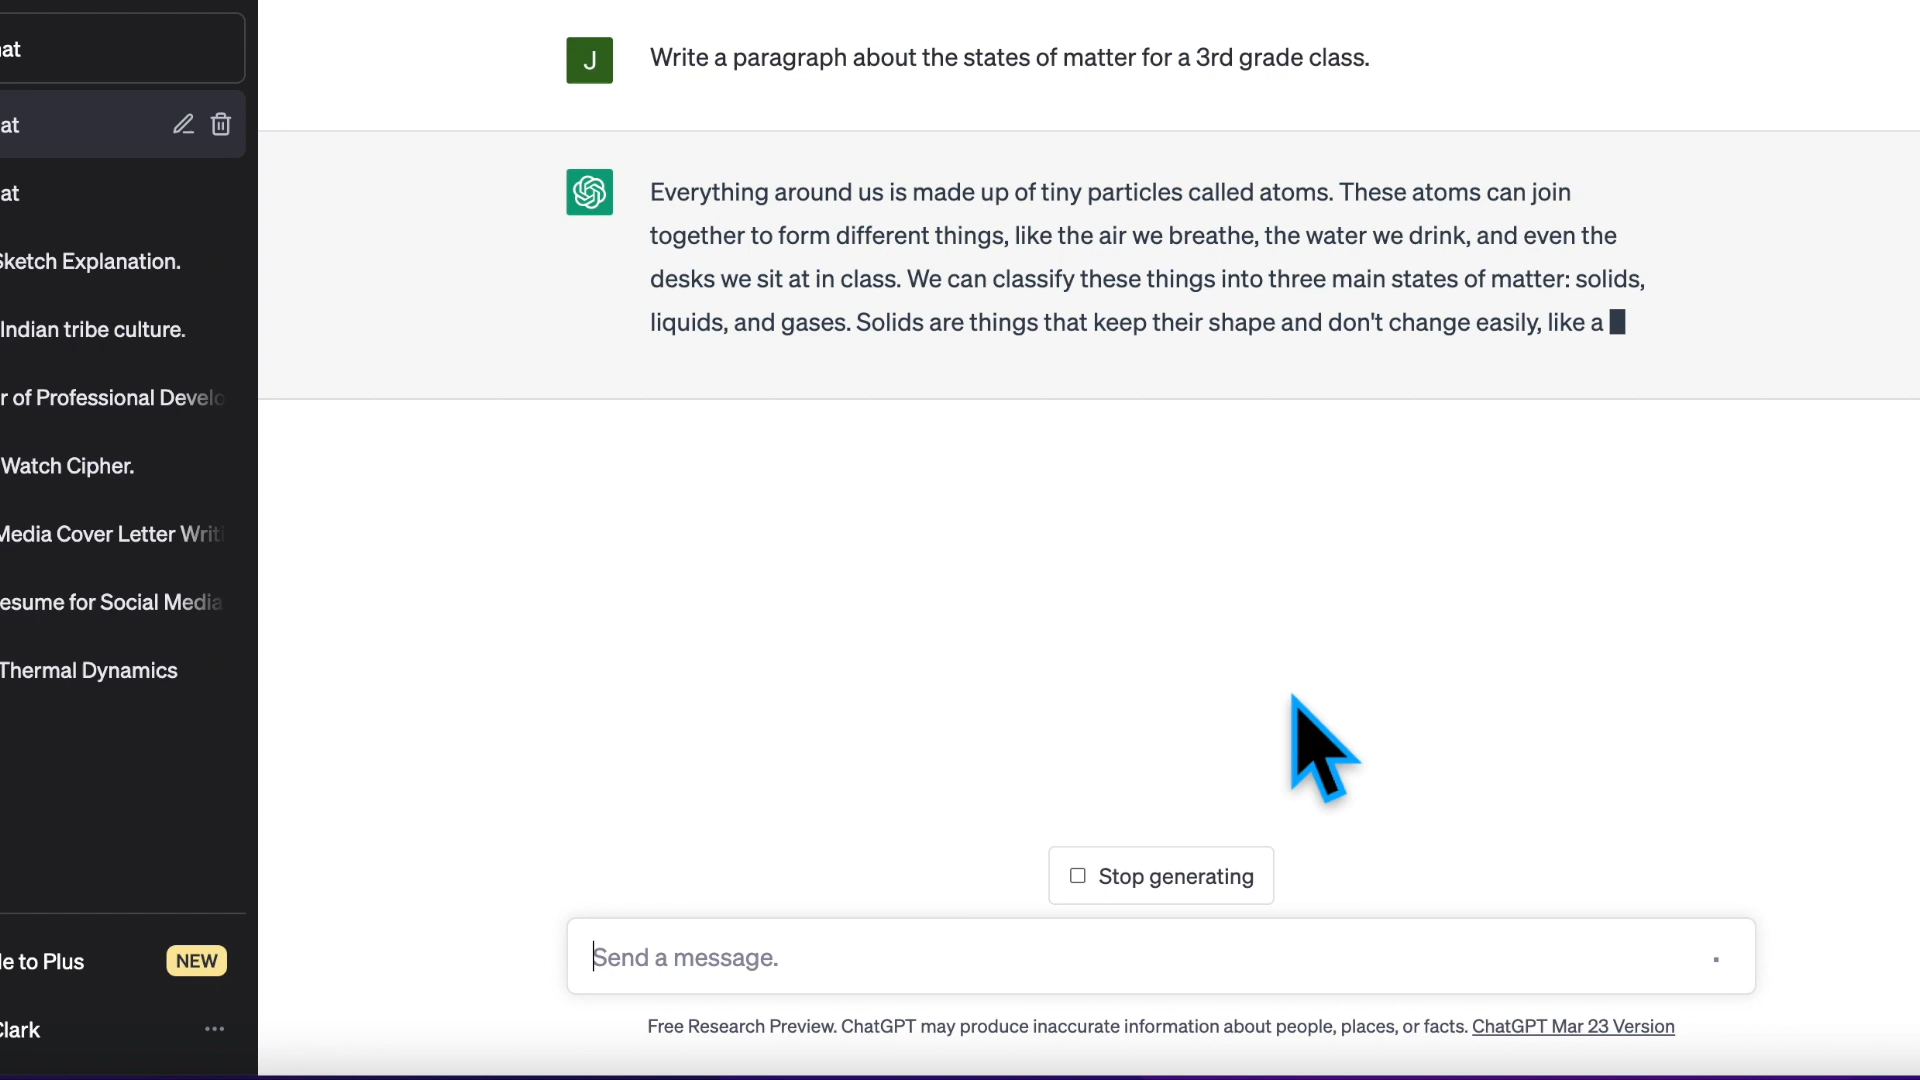 at
at
at
Sketch Explanation.
Indian tribe culture.
r of Professional Develo
Watch Cipher.
Media Cover Letter Writi
esume for Social Media
Thermal Dynamics
de to Plus
NEW
Clark
J
Write a paragraph about the states of matter for a 3rd grade class.
Everything around us is made up of tiny particles called atoms. These atoms can join
together to form different things, like the air we breathe, the water we drink, and even the
desks we sit at in class. We can classify these things into three main states of matter: solids,
liquids, and gases. Solids are things that keep their shape and don't change easily, like a
Stop generating
Send a message.
Free Research Preview. ChatGPT may produce inaccurate information about people, places, or facts. ChatGPT Mar 23 Version